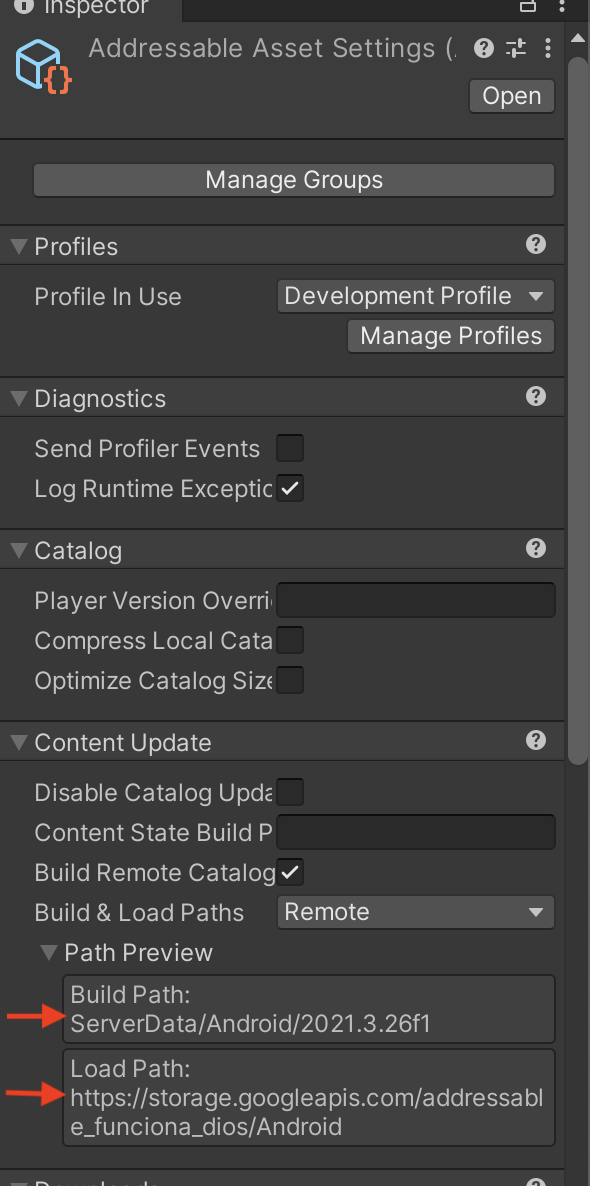 Inspector
Addressable Asset Settings (.
Open
Manage Groups
Profiles
Profile In Use
Development Profile
Manage Profiles
Diagnostics
Send Profiler Events
Log Runtime Exceptic
Catalog
Player Version Overri
Compress Local Cata
Optimize Catalog Size
Content Update
Disable Catalog Upda
Content State Build P
Build Remote Catalog
Build & Load Paths
Remote
Path Preview
Build Path:
ServerData/Android/2021.3.26f1
Load Path:
https://storage.googleapis.com/addressabl
e_funciona_dios/Android
Downloads